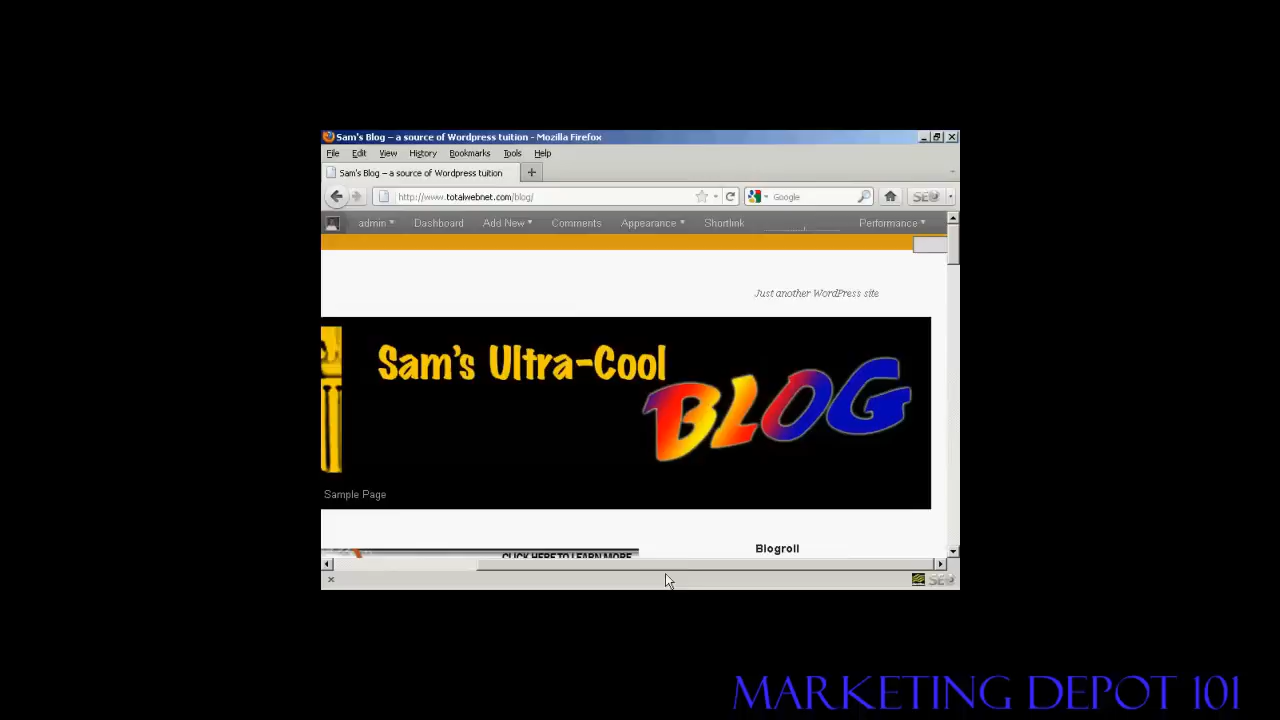 Sam's Blog – a source of Wordpress tuition - Mozilla Firefox
File Edit View History Bookmarks Tools Help
Sam's Blog – a source of Wordpress tuition
http://www.totalwebnet.com/blog/ Google SEO
admin Dashboard Add New Comments Appearance Shortlink Performance
Just another WordPress site
Sam's Ultra-Cool
BLOG
Sample Page
CLICK HERE TO LEARN MORE
Blogroll
SEO
MARKETING DEPOT 101